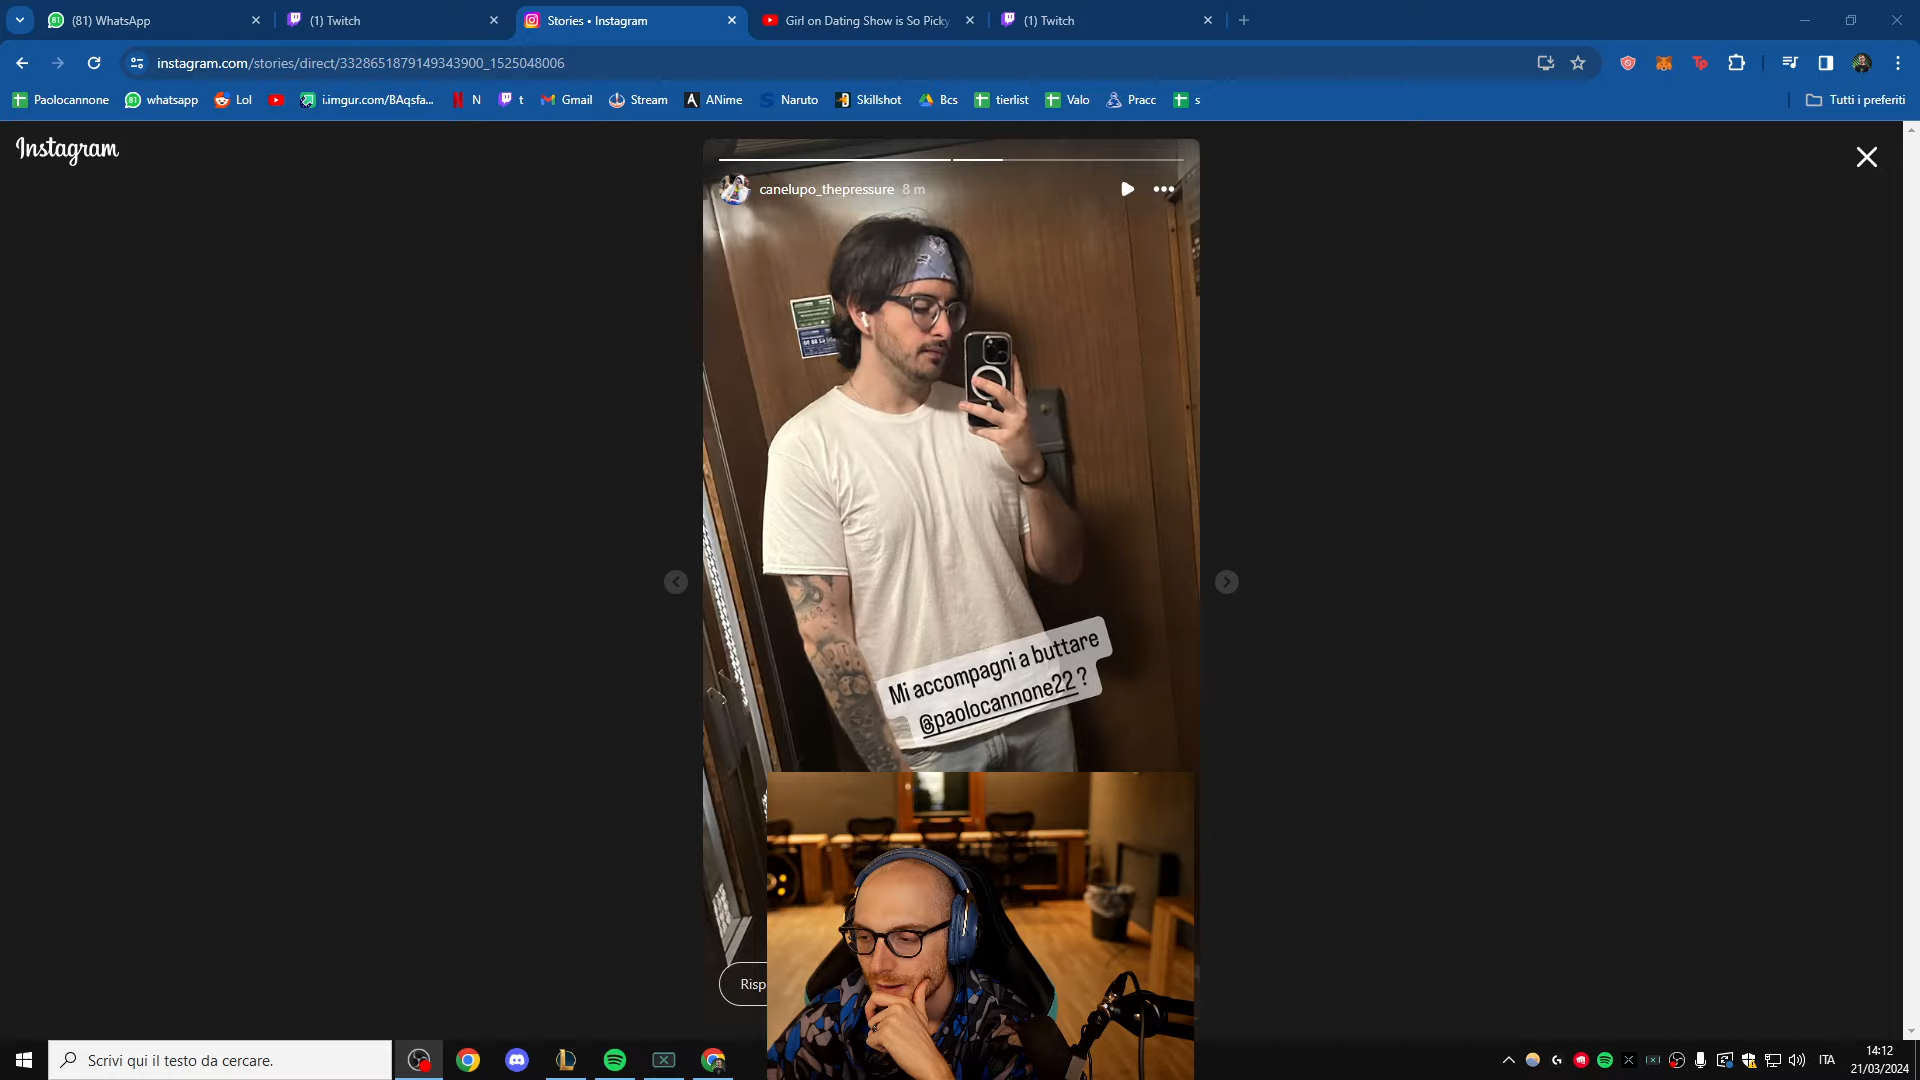 (81) WhatsApp
(1) Twitch
Stories • Instagram
Girl on Dating Show is So Picky
(1) Twitch
instagram.com/stories/direct/3328651879149343900_1525048006
Paolocannone
whatsapp
Lol
i.imgur.com/BAqsfa...
N
t
Gmail
Stream
ANime
Naruto
Skillshot
Bcs
tierlist
Valo
Pracc
s
Tutti i preferiti
Instagram
canelupo_thepressure 8 m
Mi accompagni a buttare
@paolocannone22 ?
Risp
Scrivi qui il testo da cercare.
ITA
14:12
21/03/2024